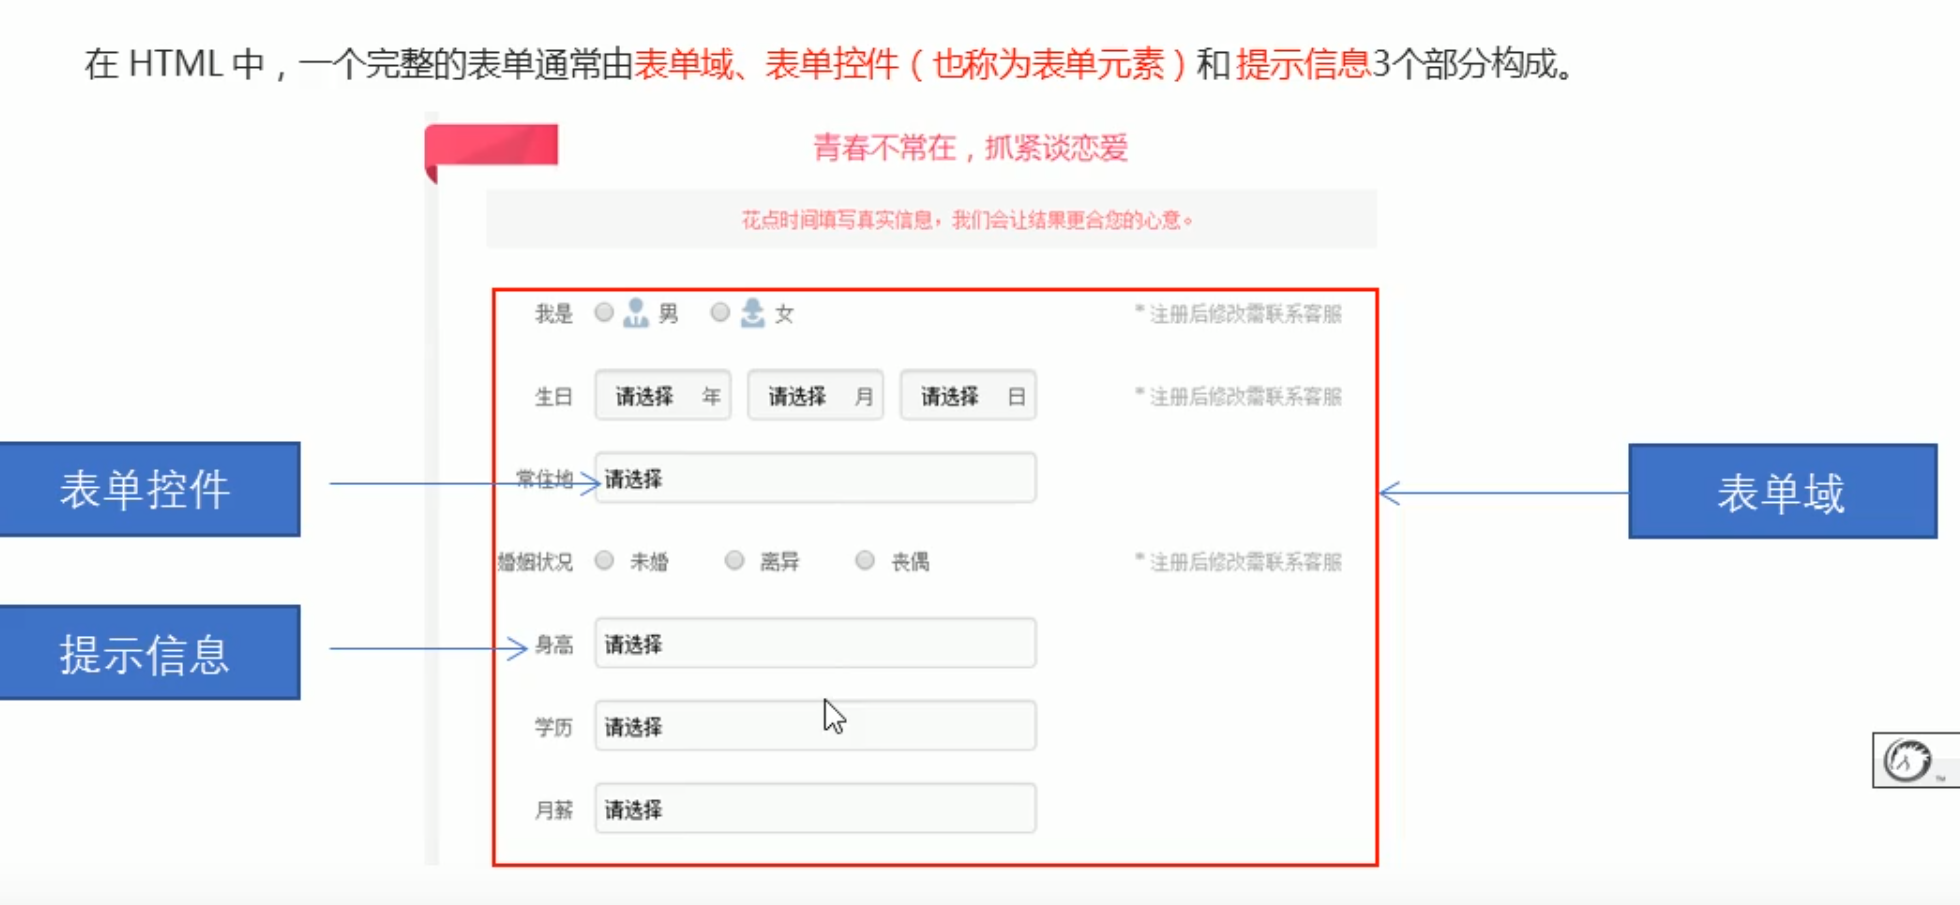 在 HTML 中，一个完整的表单通常由表单域、表单控件（也称为表单元素）和 提示信息3个部分构成。
青春不常在，抓紧谈恋爱
花点时间填写真实信息，我们会让结果更合您的心意。
我是 男 女 * 注册后修改需联系客服
生日 请选择 年 请选择 月 请选择 日 * 注册后修改需联系客服
表单控件
常住地 请选择
表单域
婚姻状况 未婚 离异 丧偶 * 注册后修改需联系客服
提示信息
身高 请选择
学历 请选择
月薪 请选择